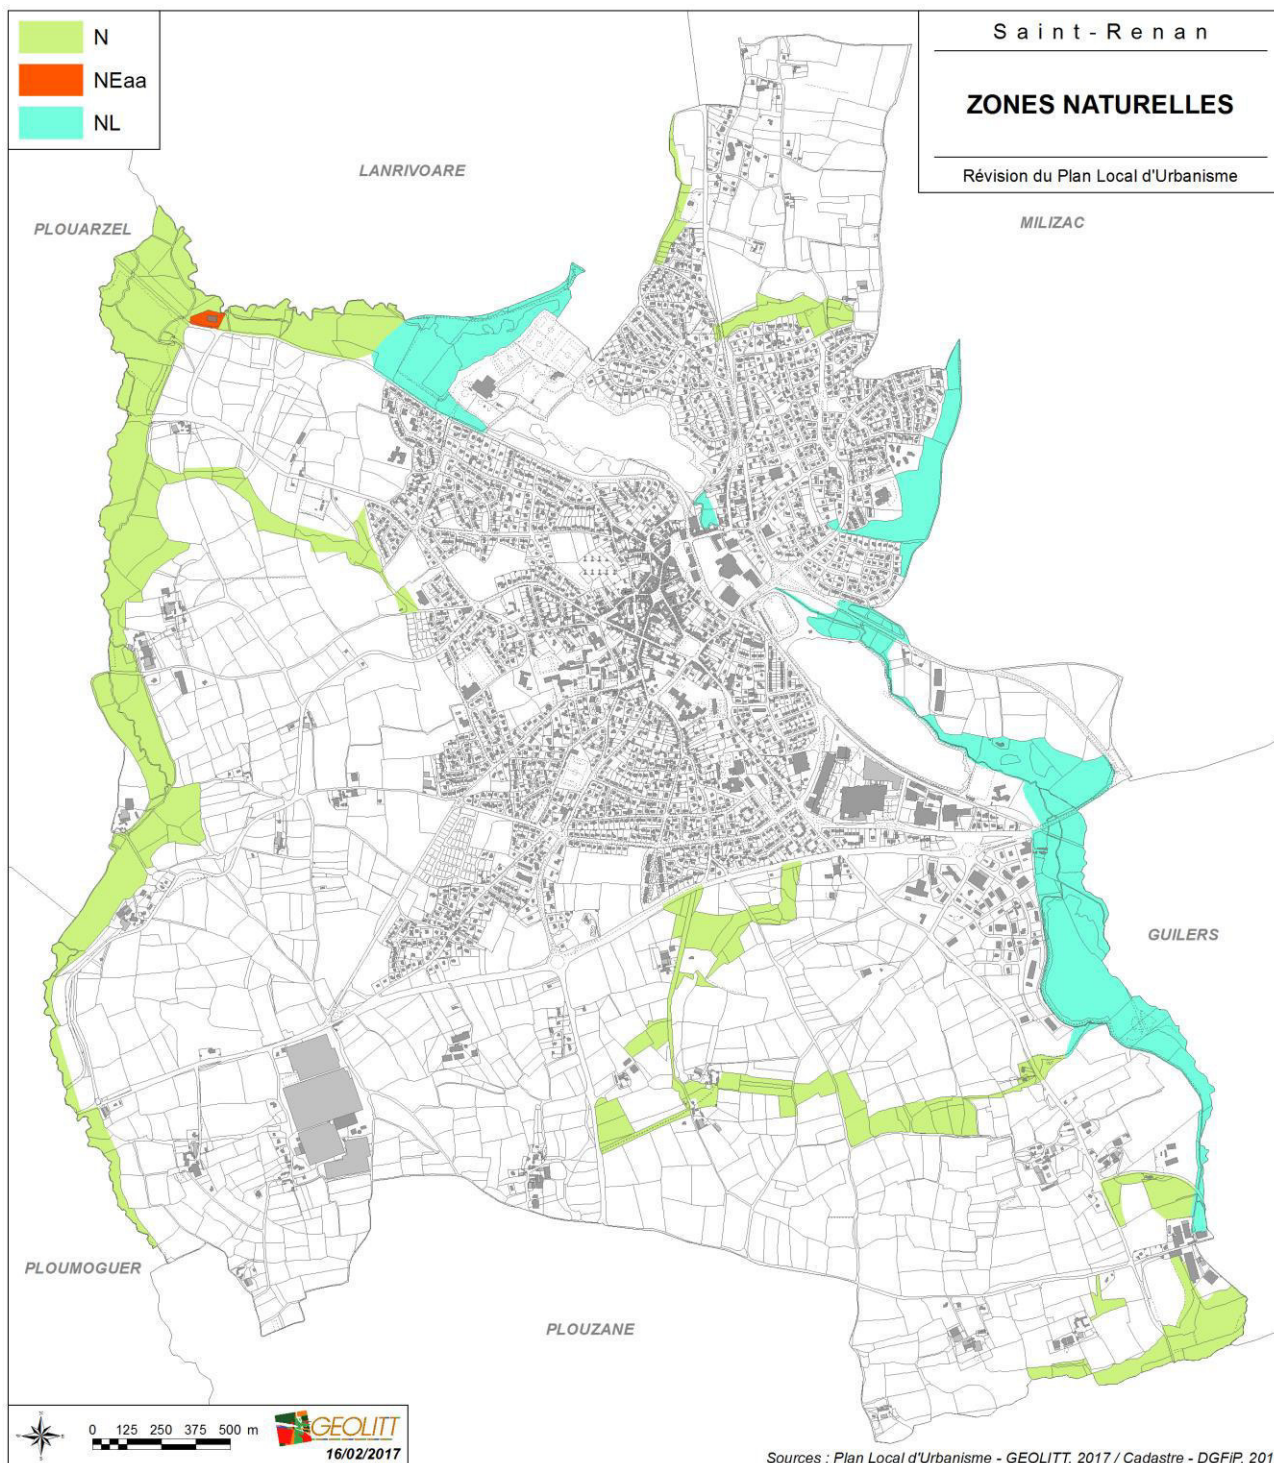 N
NEaa
NL
Saint-Renan
ZONES NATURELLES
Révision du Plan Local d'Urbanisme
LANRIVOARE
PLOUARZEL
MILIZAC
GUILERS
PLOUMOGUER
PLOUZANE
0 125 250 375 500 m
GEOLITT
16/02/2017
Sources : Plan Local d'Urbanisme - GEOLITT, 2017 / Cadastre - DGFiP, 201